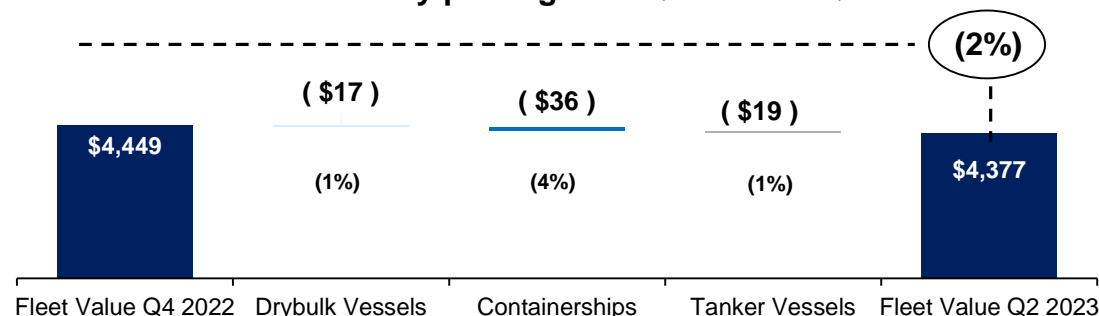 (2%)
( $17 )
( $36 )
( $19 )
$4,449
$4,377
(1%)
(4%)
(1%)
Fleet Value Q4 2022
Drybulk Vessels
Containerships
Tanker Vessels
Fleet Value Q2 2023